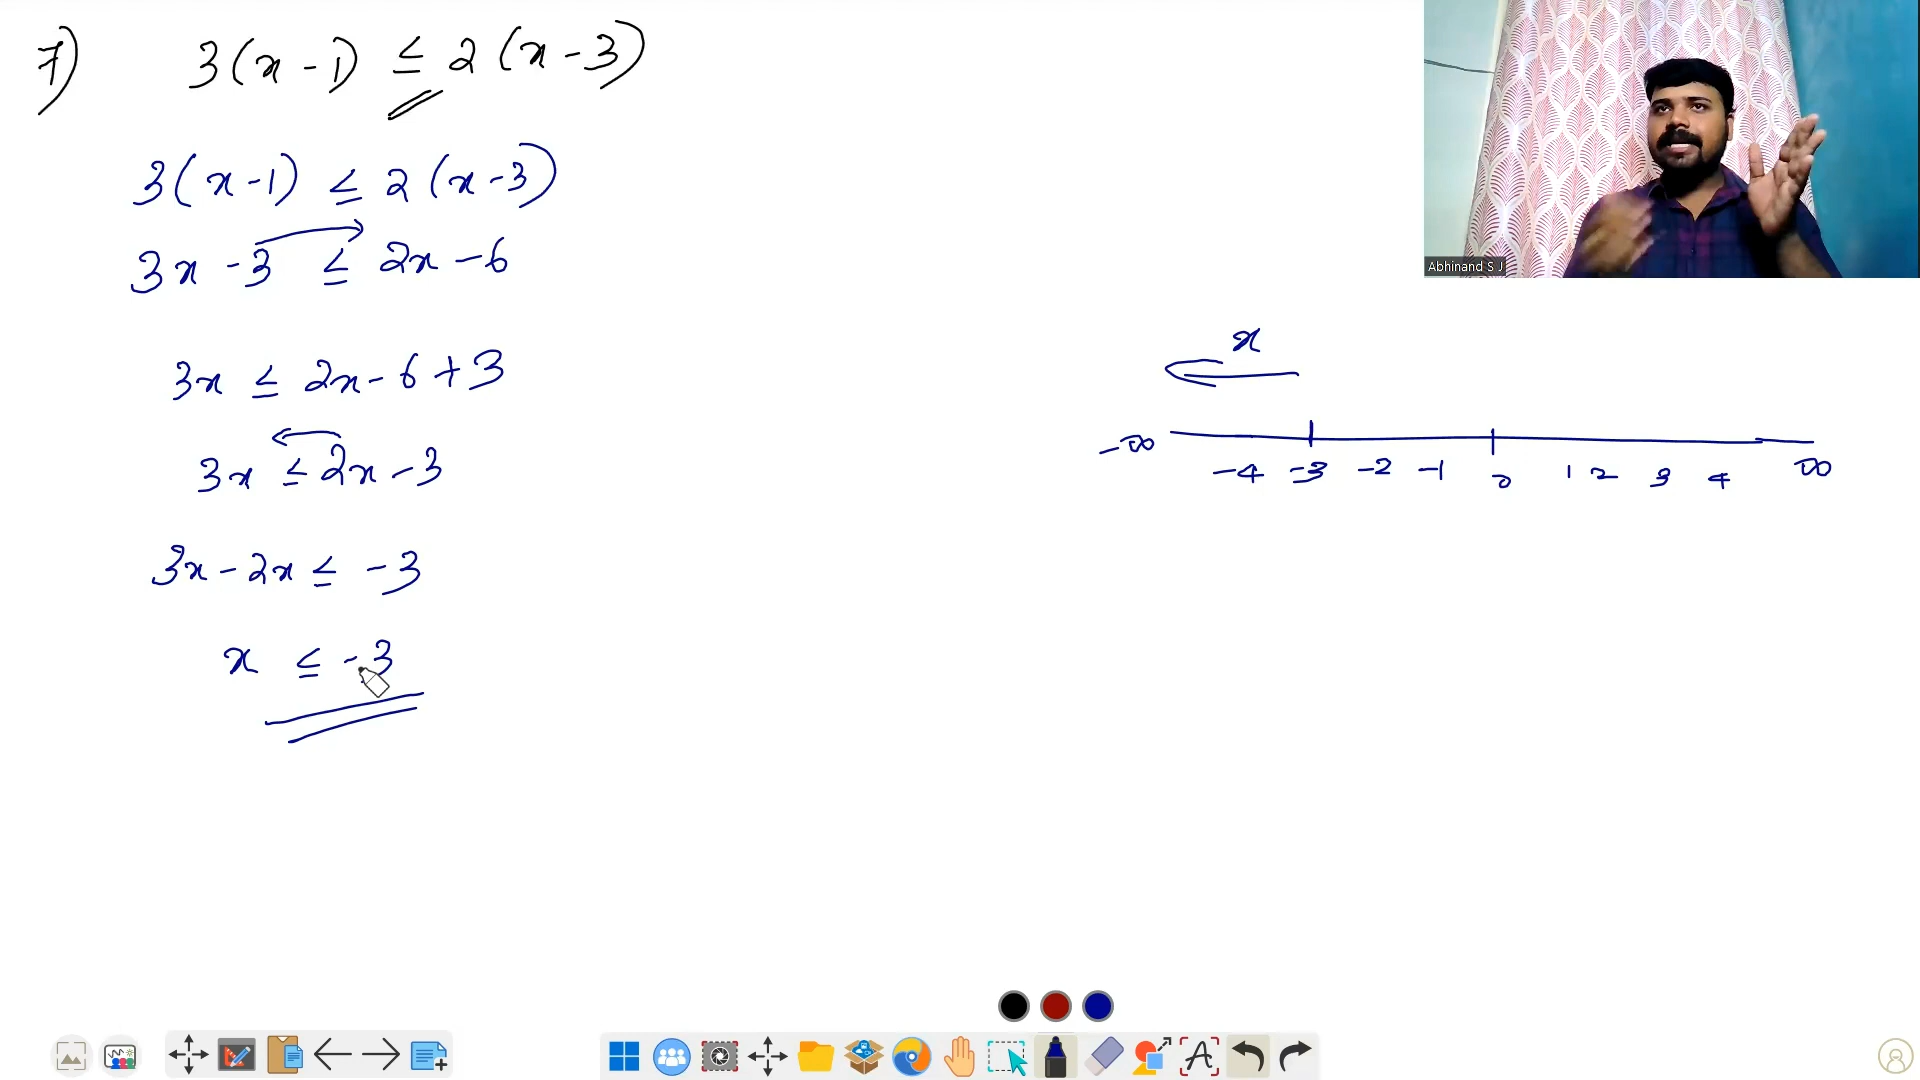 7) 3(x-1) ≤ 2(x-3)
3(x-1) ≤ 2(x-3)
3x - 3 ≤ 2x - 6
3x ≤ 2x - 6 + 3
3x ≤ 2x - 3
3x - 2x ≤ -3
x ≤ -3
Abhinand S J
x
-∞ -4 -3 -2 -1 0 1 2 3 4 ∞